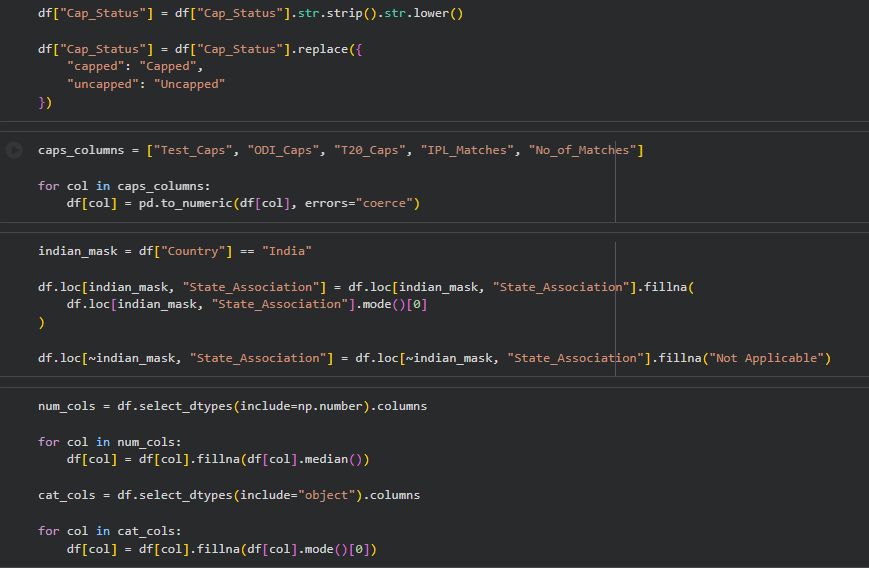 df["Cap_Status"] = df["Cap_Status"].str.strip().str.lower()
df["Cap_Status"] = df["Cap_Status"].replace({
    "capped": "Capped",
    "uncapped": "Uncapped"
})
caps_columns = ["Test_Caps", "ODI_Caps", "T20_Caps", "IPL_Matches", "No_of_Matches"]
for col in caps_columns:
    df[col] = pd.to_numeric(df[col], errors="coerce")
indian_mask = df["Country"] == "India"
df.loc[indian_mask, "State_Association"] = df.loc[indian_mask, "State_Association"].fillna(
    df.loc[indian_mask, "State_Association"].mode()[0]
)
df.loc[~indian_mask, "State_Association"] = df.loc[~indian_mask, "State_Association"].fillna("Not Applicable")
num_cols = df.select_dtypes(include=np.number).columns
for col in num_cols:
    df[col] = df[col].fillna(df[col].median())
cat_cols = df.select_dtypes(include="object").columns
for col in cat_cols:
    df[col] = df[col].fillna(df[col].mode()[0])